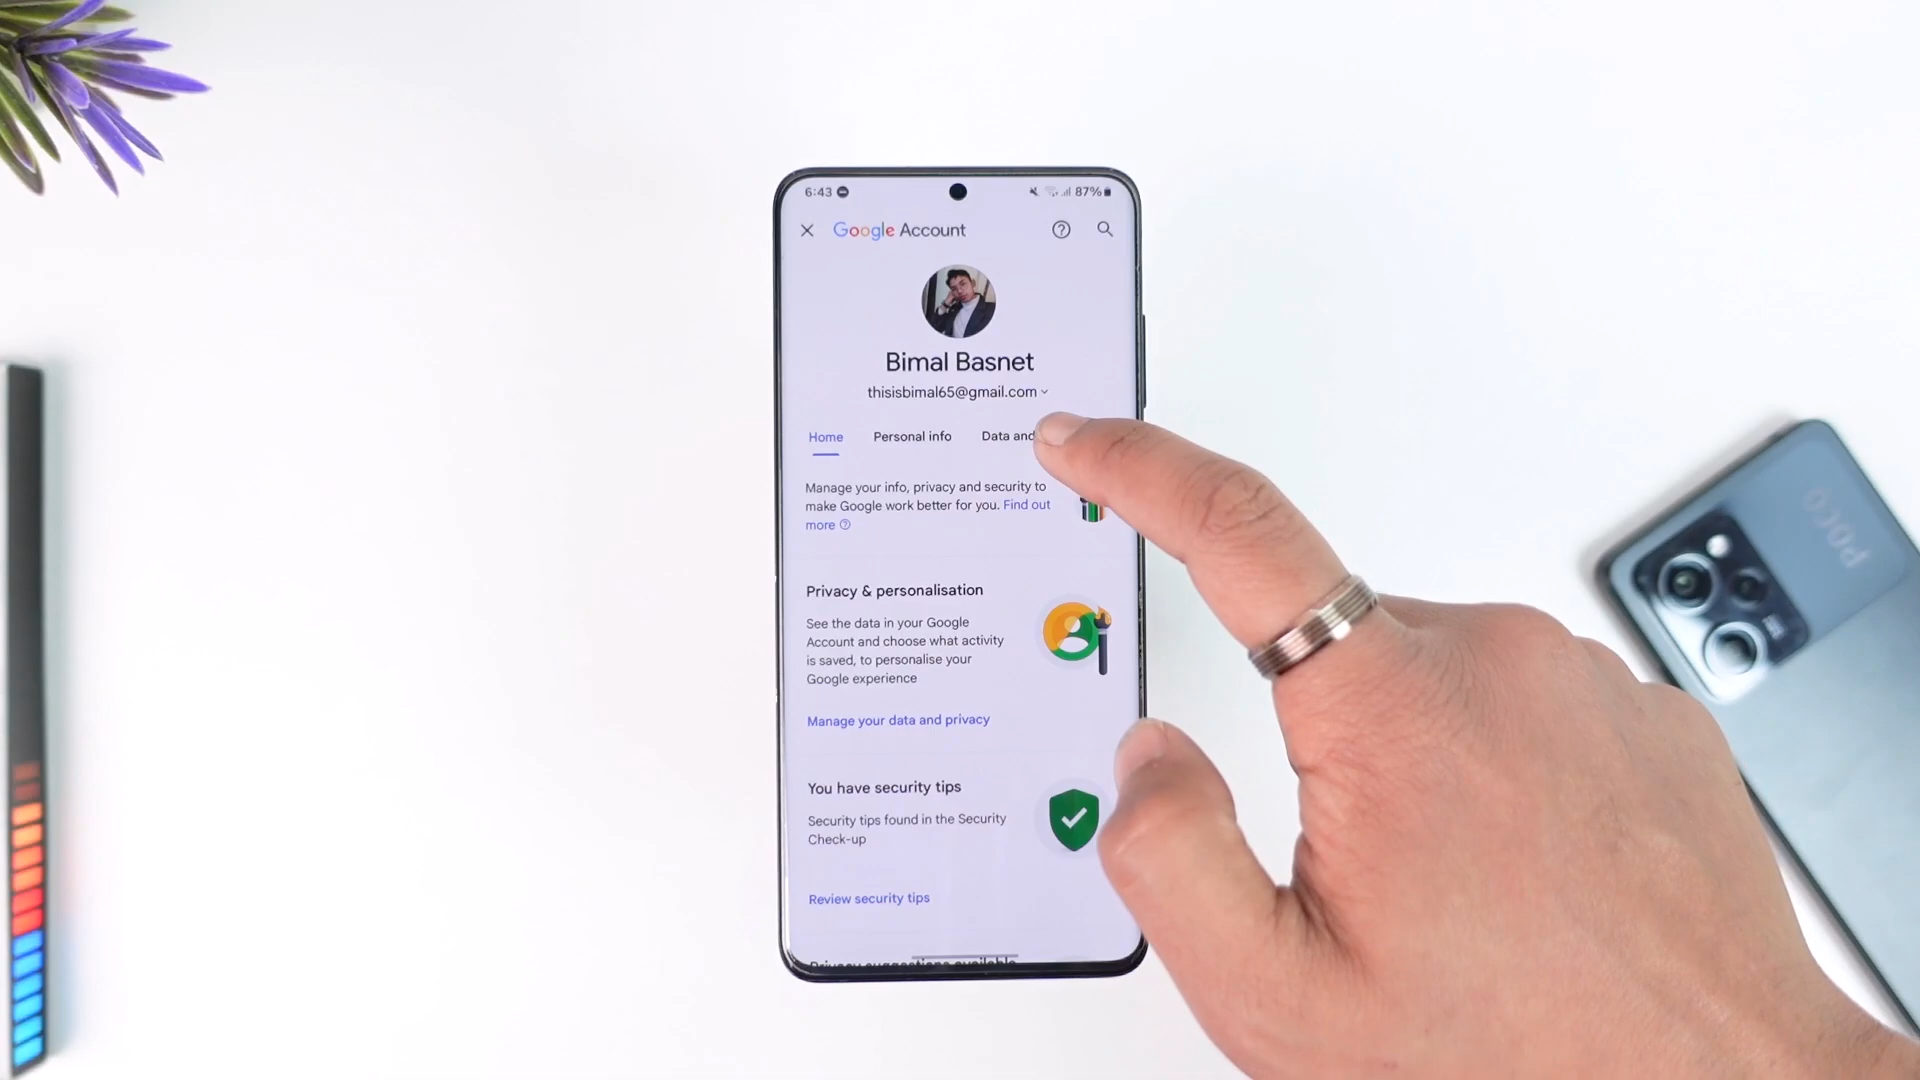 6:43 87%
Google Account
Bimal Basnet
thisisbimal65@gmail.com
Home Personal info Data and
Manage your info, privacy and security to
make Google work better for you. Find out
more
Privacy & personalisation
See the data in your Google
Account and choose what activity
is saved, to personalise your
Google experience
Manage your data and privacy
You have security tips
Security tips found in the Security
Check-up
Review security tips
Privacy suggestions available
POCO